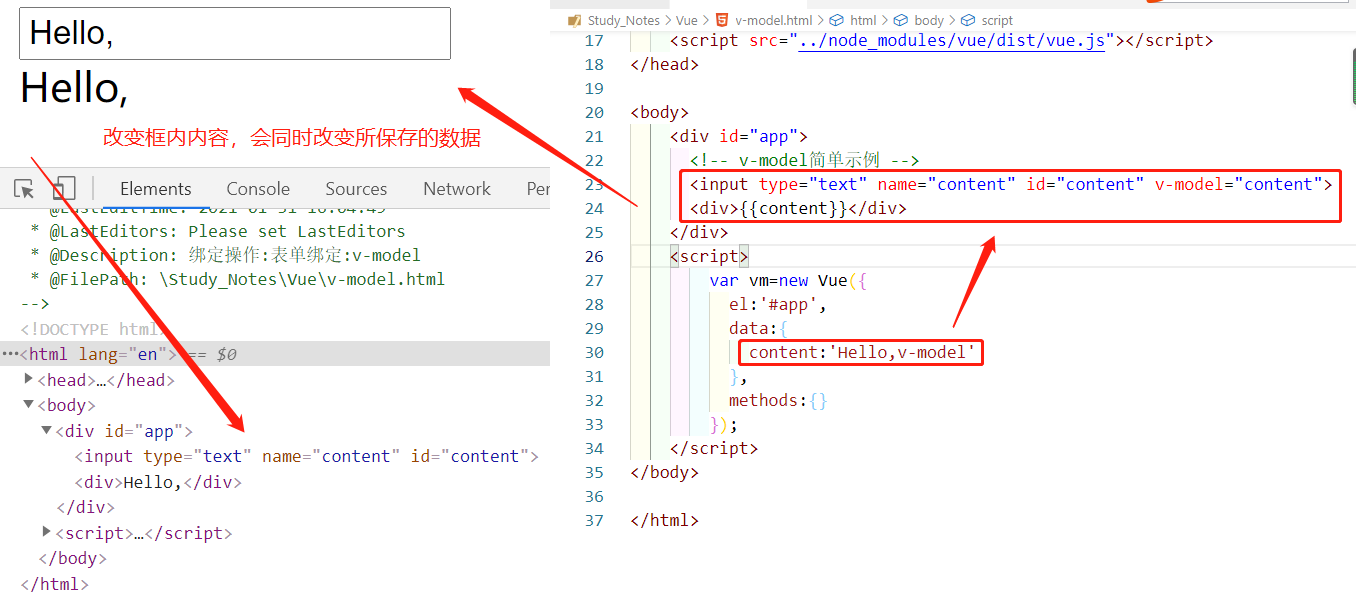 Hello,
Hello,
改变框内内容，会同时改变所保存的数据
Elements Console Sources Network Per
* @LastEditors: Please set LastEditors
* @Description: 绑定操作:表单绑定:v-model
* @FilePath: \Study_Notes\Vue\v-model.html
-->
<!DOCTYPE html>
···<html lang="en"> == $0
<head>…</head>
<body>
<div id="app">
<input type="text" name="content" id="content">
<div>Hello,</div>
</div>
<script>…</script>
</body>
</html>
Study_Notes > Vue > v-model.html > html > body > script
17 <script src="../node_modules/vue/dist/vue.js"></script>
18 </head>
19
20 <body>
21 <div id="app">
22 <!-- v-model简单示例 -->
23 <input type="text" name="content" id="content" v-model="content">
24 <div>{{content}}</div>
25 </div>
26 <script>
27 var vm=new Vue({
28 el:'#app',
29 data:{
30 content:'Hello,v-model'
31 },
32 methods:{}
33 });
34 </script>
35 </body>
36
37 </html>